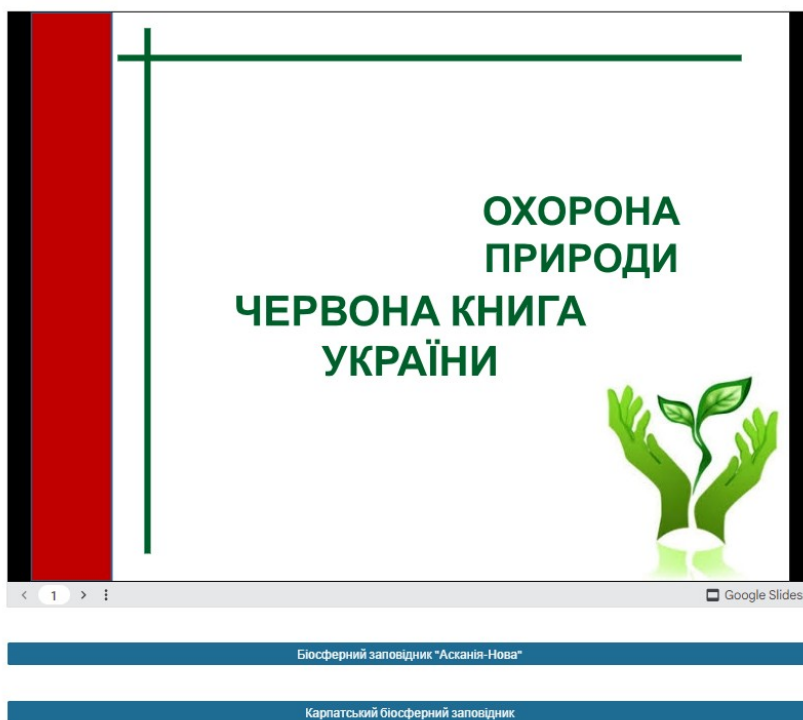 ОХОРОНА
ПРИРОДИ
ЧЕРВОНА КНИГА
УКРАЇНИ
1
Google Slides
Біосферний заповідник "Асканія-Нова"
Карпатський біосферний заповідник